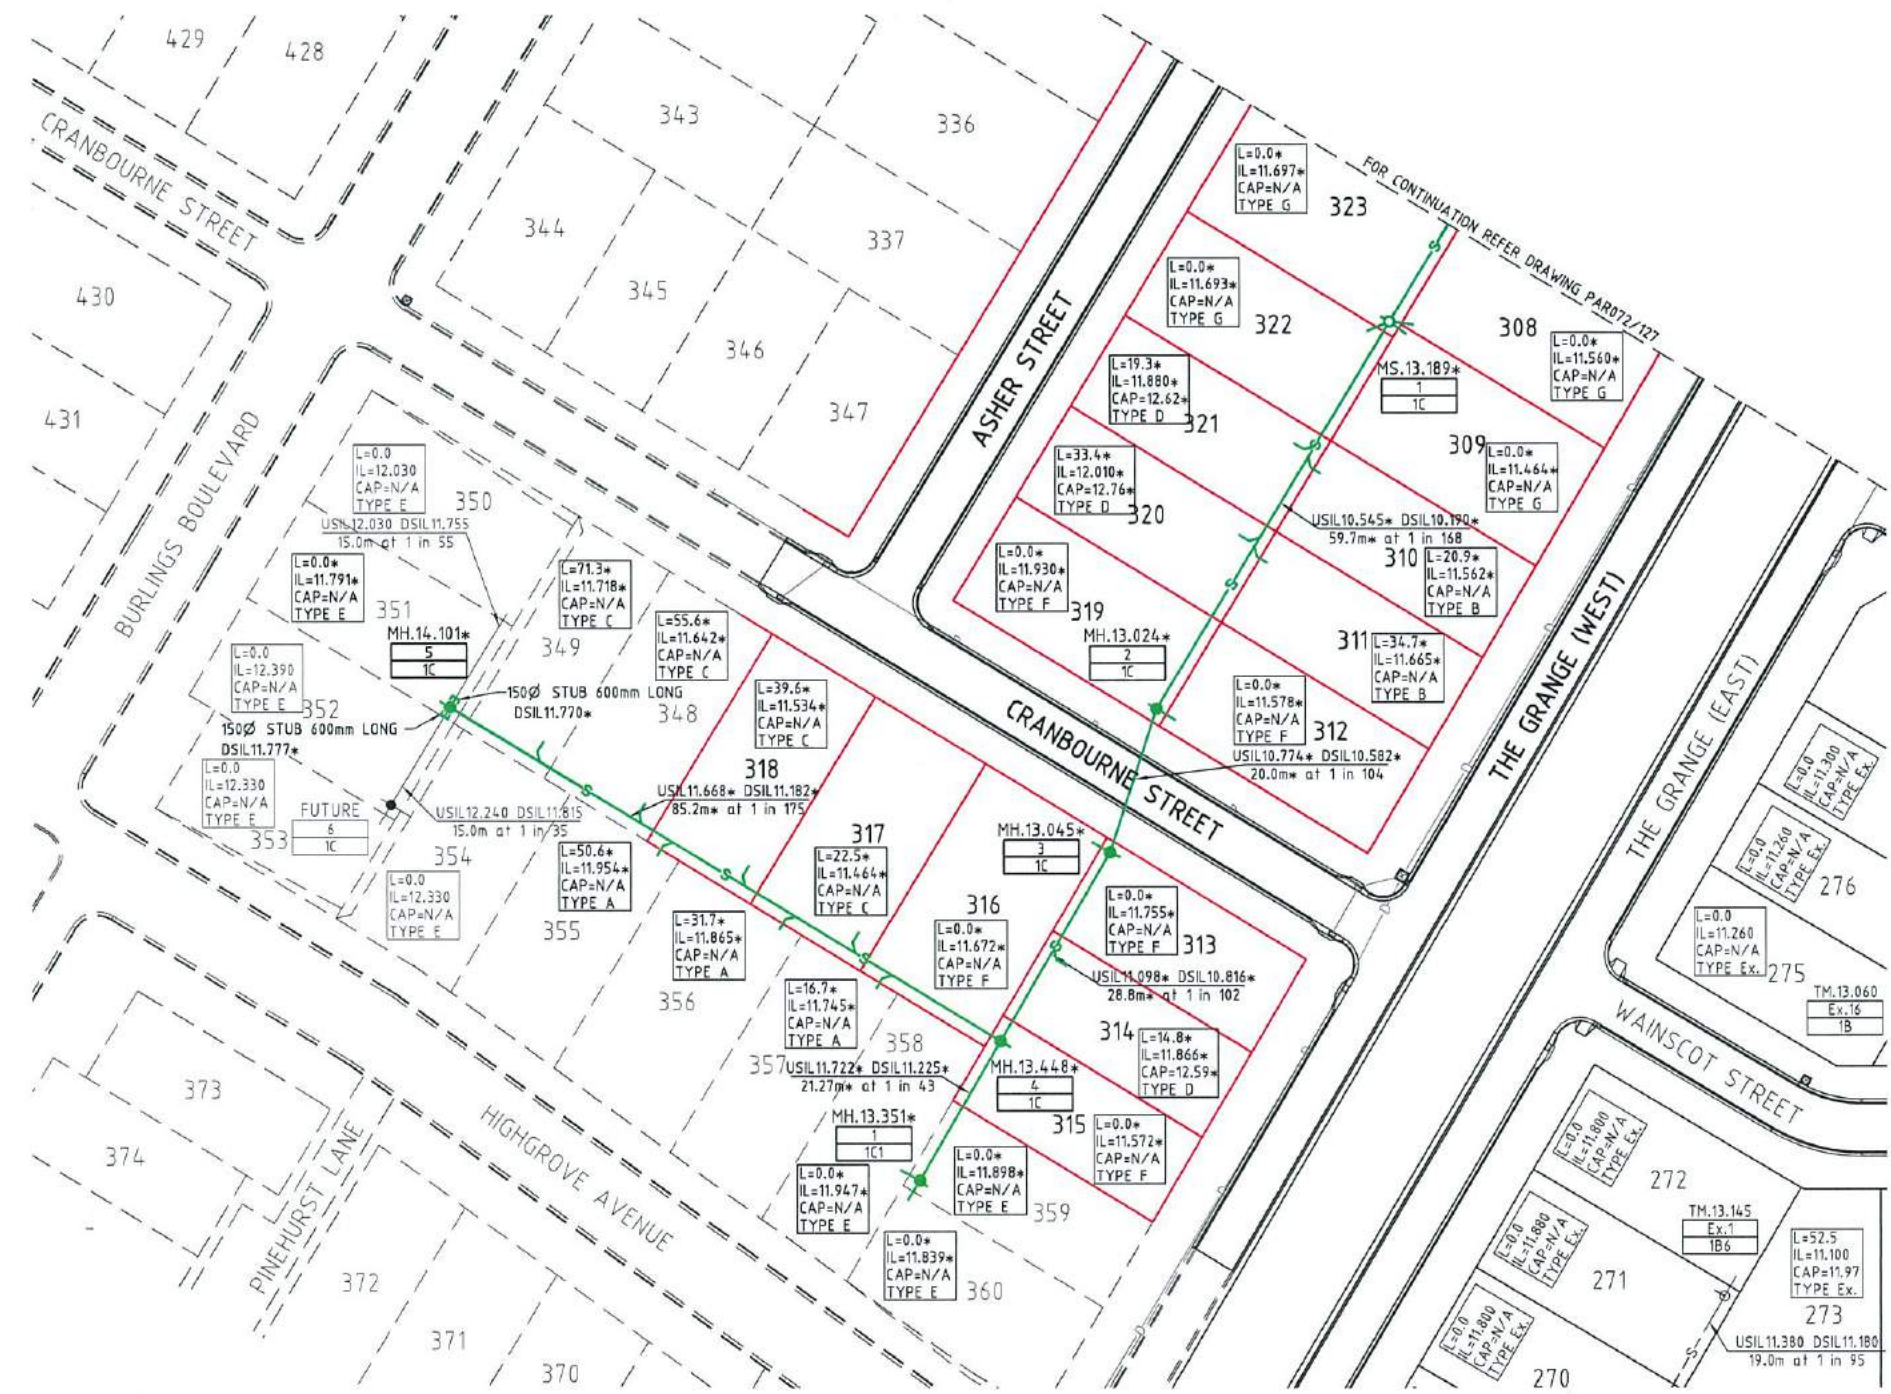 429
428
CRANBOURNE STREET
343
336
430
344
337
345
346
347
431
BURLINGS BOULEVARD
ASHER STREET
FOR CONTINUATION REFER DRAWING PAR072/127
L=0.0*
IL=11.697*
CAP=N/A
TYPE G
323
L=0.0*
IL=11.693*
CAP=N/A
TYPE G
322
308
L=0.0*
IL=11.560*
CAP=N/A
TYPE G
MS.13.189*
1
1C
L=19.3*
IL=11.880*
CAP=12.62*
TYPE D
321
309
L=0.0*
IL=11.464*
CAP=N/A
TYPE G
L=33.4*
IL=12.010*
CAP=12.76*
TYPE D
320
USIL10.545* DSIL10.190*
59.7m* at 1 in 168
310
L=20.9*
IL=11.562*
CAP=N/A
TYPE B
L=0.0*
IL=11.930*
CAP=N/A
TYPE F
319
MH.13.024*
2
1C
311
L=34.7*
IL=11.665*
CAP=N/A
TYPE B
L=0.0*
IL=11.578*
CAP=N/A
TYPE F
312
USIL10.774* DSIL10.582*
20.0m* at 1 in 104
THE GRANGE (WEST)
THE GRANGE (EAST)
CRANBOURNE STREET
L=0.0
IL=12.030
CAP=N/A
TYPE E
350
USIL12.030 DSIL11.755
15.0m at 1 in 55
L=0.0*
IL=11.791*
CAP=N/A
TYPE E
351
MH.14.101*
5
1C
L=71.3*
IL=11.718*
CAP=N/A
TYPE C
349
L=55.6*
IL=11.642*
CAP=N/A
TYPE C
348
L=0.0
IL=12.390
CAP=N/A
TYPE E
352
150Ø STUB 600mm LONG
DSIL11.770*
150Ø STUB 600mm LONG
DSIL11.777*
L=39.6*
IL=11.534*
CAP=N/A
TYPE C
318
USIL11.668* DSIL11.182*
85.2m* at 1 in 175
L=0.0
IL=12.330
CAP=N/A
TYPE E
353
FUTURE
6
1C
USIL12.240 DSIL11.815
15.0m at 1 in 35
354
L=0.0
IL=12.330
CAP=N/A
TYPE E
L=50.6*
IL=11.954*
CAP=N/A
TYPE A
355
317
L=22.5*
IL=11.464*
CAP=N/A
TYPE C
MH.13.045*
3
1C
316
L=0.0*
IL=11.672*
CAP=N/A
TYPE F
L=0.0*
IL=11.755*
CAP=N/A
TYPE F
313
USIL11.098* DSIL10.816*
28.8m* at 1 in 102
L=31.7*
IL=11.865*
CAP=N/A
TYPE A
356
L=16.7*
IL=11.745*
CAP=N/A
TYPE A
357
358
USIL11.722* DSIL11.225*
21.27m* at 1 in 43
MH.13.448*
4
1C
314
L=14.8*
IL=11.866*
CAP=12.59*
TYPE D
315
L=0.0*
IL=11.572*
CAP=N/A
TYPE F
MH.13.351*
1
1C1
L=0.0*
IL=11.947*
CAP=N/A
TYPE E
L=0.0*
IL=11.898*
CAP=N/A
TYPE E
359
L=0.0*
IL=11.839*
CAP=N/A
TYPE E
360
373
374
PINEHURST LANE
HIGHGROVE AVENUE
372
371
370
L=0.0
IL=11.300
CAP=N/A
TYPE Ex.
L=0.0
IL=11.260
CAP=N/A
TYPE Ex.
276
L=0.0
IL=11.260
CAP=N/A
TYPE Ex.
275
TM.13.060
Ex.16
1B
WAINSCOT STREET
L=0.0
IL=11.800
CAP=N/A
TYPE Ex.
272
L=0.0
IL=11.880
CAP=N/A
TYPE Ex.
271
TM.13.145
Ex.1
1B6
L=52.5
IL=11.100
CAP=11.97
TYPE Ex.
273
USIL11.380 DSIL11.180
19.0m at 1 in 95
L=0.0
IL=11.800
CAP=N/A
TYPE Ex.
270